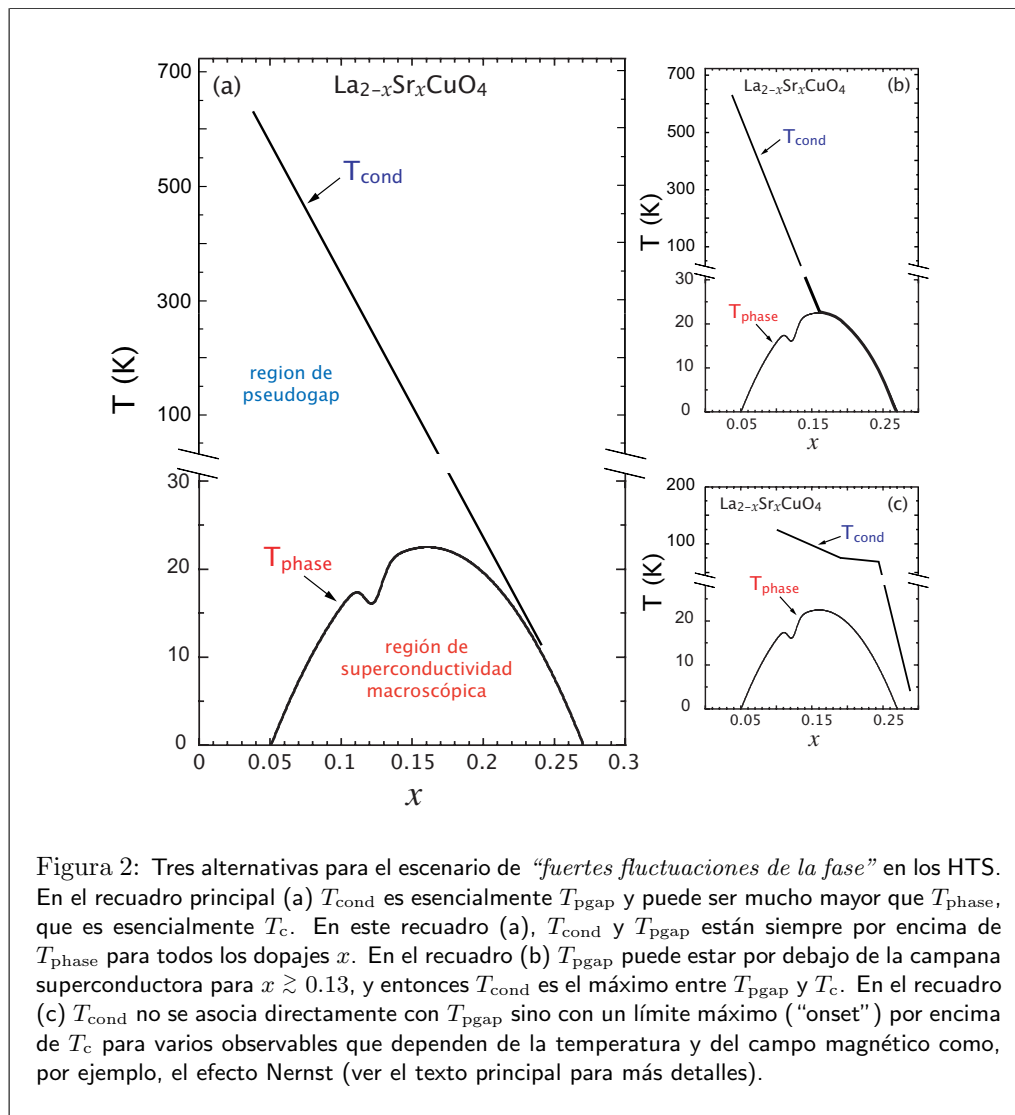 (a)
La2−xSrxCuO4
700
500
300
100
30
20
10
0
T (K)
Tcond
region de
pseudogap
Tphase
región de
superconductividad
macroscópica
0 0.05 0.1 0.15 0.2 0.25 0.3
x
(b)
La2−xSrxCuO4
700
500
300
100
30
20
10
0
T (K)
Tcond
Tphase
0.05 0.15 0.25
x
(c)
La2−xSrxCuO4
200
100
20
10
0
T (K)
Tcond
Tphase
0.05 0.15 0.25
x
Figura 2: Tres alternativas para el escenario de “fuertes fluctuaciones de la fase” en los HTS.
En el recuadro principal (a) Tcond es esencialmente Tpgap y puede ser mucho mayor que Tphase,
que es esencialmente Tc. En este recuadro (a), Tcond y Tpgap están siempre por encima de
Tphase para todos los dopajes x. En el recuadro (b) Tpgap puede estar por debajo de la campana
superconductora para x ≳ 0.13, y entonces Tcond es el máximo entre Tpgap y Tc. En el recuadro
(c) Tcond no se asocia directamente con Tpgap sino con un límite máximo (“onset”) por encima
de Tc para varios observables que dependen de la temperatura y del campo magnético como,
por ejemplo, el efecto Nernst (ver el texto principal para más detalles).